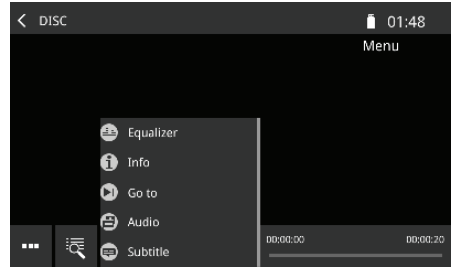 DISC 01:48
Menu
Equalizer
Info
Go to
Audio
Subtitle
00:00:00 00:00:20